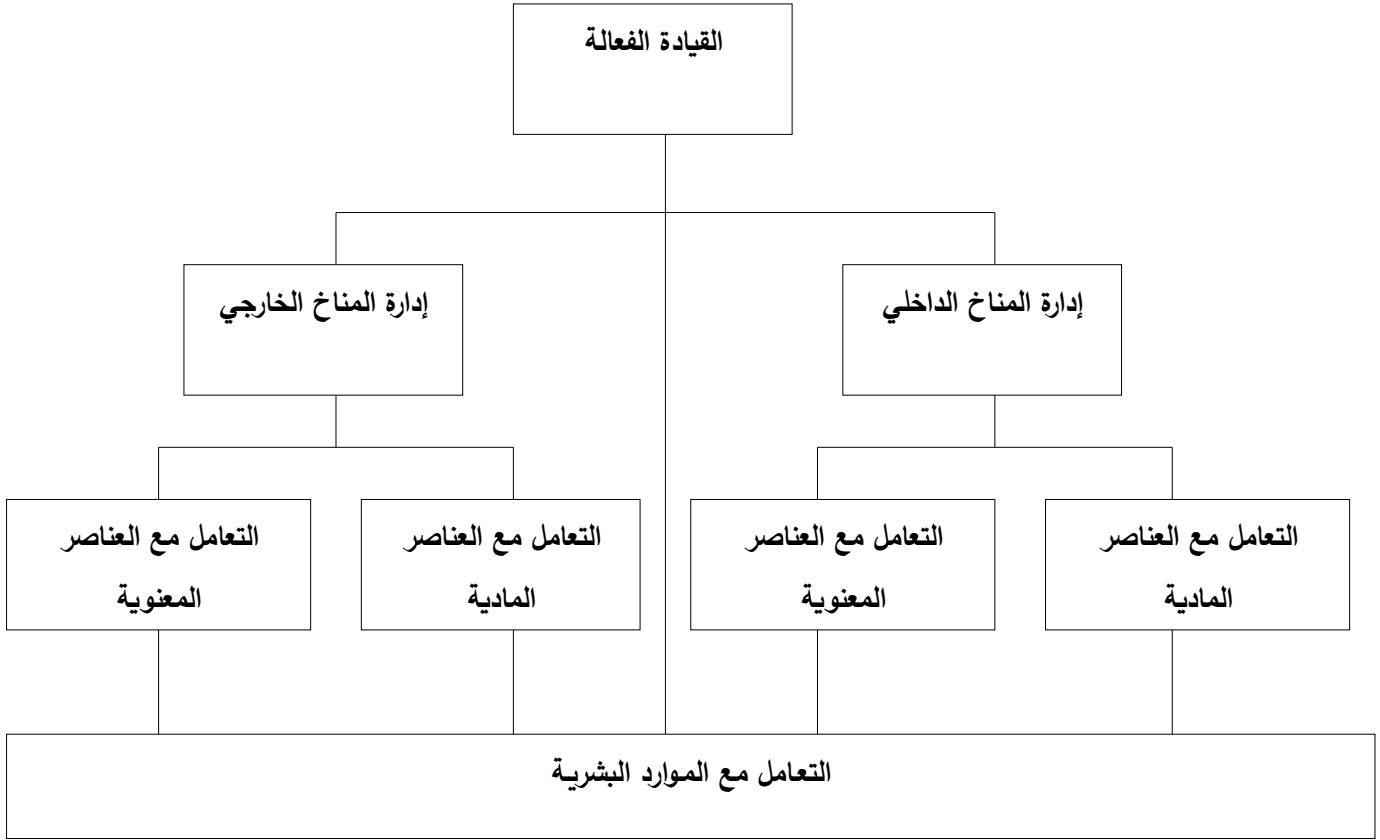 القيادة الفعالة
إدارة المناخ الداخلي
إدارة المناخ الخارجي
التعامل مع العناصر
المادية
التعامل مع العناصر
المعنوية
التعامل مع العناصر
المادية
التعامل مع العناصر
المعنوية
التعامل مع الموارد البشرية